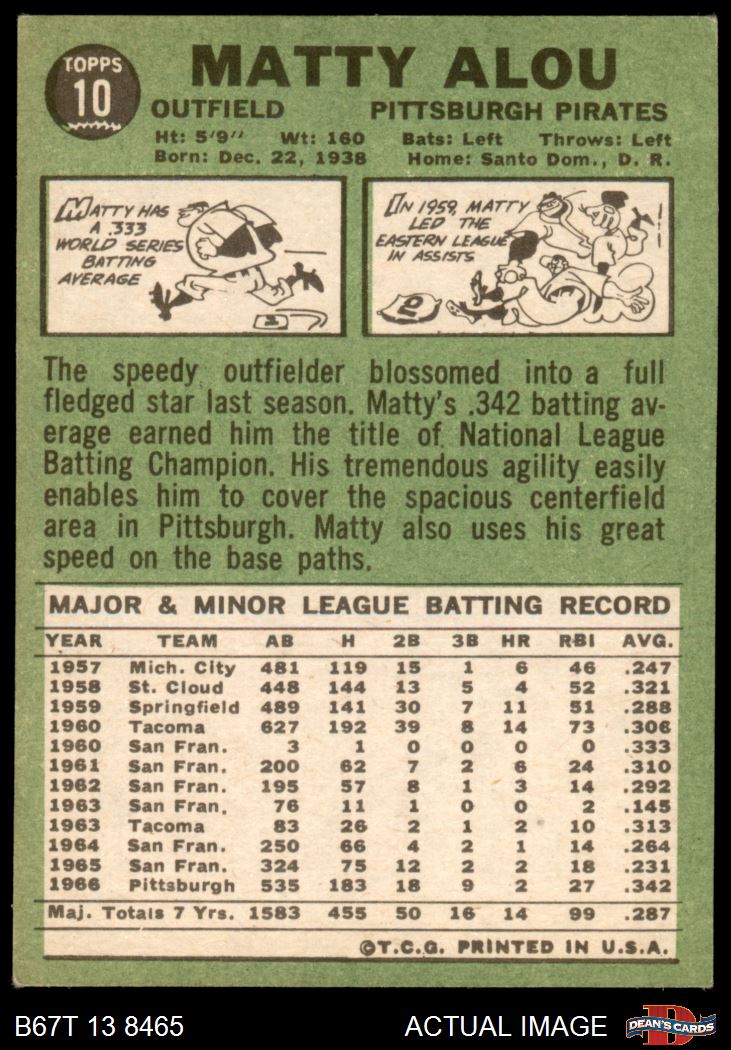 TOPPS
10
MATTY ALOU
OUTFIELD PITTSBURGH PIRATES
Ht: 5'9" Wt: 160 Bats: Left Throws: Left
Born: Dec. 22, 1938 Home: Santo Dom., D. R.
MATTY HAS
A .333
WORLD SERIES
BATTING
AVERAGE
1
IN 1959, MATTY
LED THE
EASTERN LEAGUE
IN ASSISTS
The speedy outfielder blossomed into a full
fledged star last season. Matty's .342 batting av-
erage earned him the title of National League
Batting Champion. His tremendous agility easily
enables him to cover the spacious centerfield
area in Pittsburgh. Matty also uses his great
speed on the base paths.
MAJOR & MINOR LEAGUE BATTING RECORD
YEAR TEAM AB H 2B 3B HR RBI AVG.
1957 Mich. City 481 119 15 1 6 46 .247
1958 St. Cloud 448 144 13 5 4 52 .321
1959 Springfield 489 141 30 7 11 51 .288
1960 Tacoma 627 192 39 8 14 73 .306
1960 San Fran. 3 1 0 0 0 0 .333
1961 San Fran. 200 62 7 2 6 24 .310
1962 San Fran. 195 57 8 1 3 14 .292
1963 San Fran. 76 11 1 0 0 2 .145
1963 Tacoma 83 26 2 1 2 10 .313
1964 San Fran. 250 66 4 2 1 14 .264
1965 San Fran. 324 75 12 2 2 18 .231
1966 Pittsburgh 535 183 18 9 2 27 .342
Maj. Totals 7 Yrs. 1583 455 50 16 14 99 .287
©T.C.G. PRINTED IN U.S.A.
B67T 13 8465 ACTUAL IMAGE
D
DEAN'S CARDS